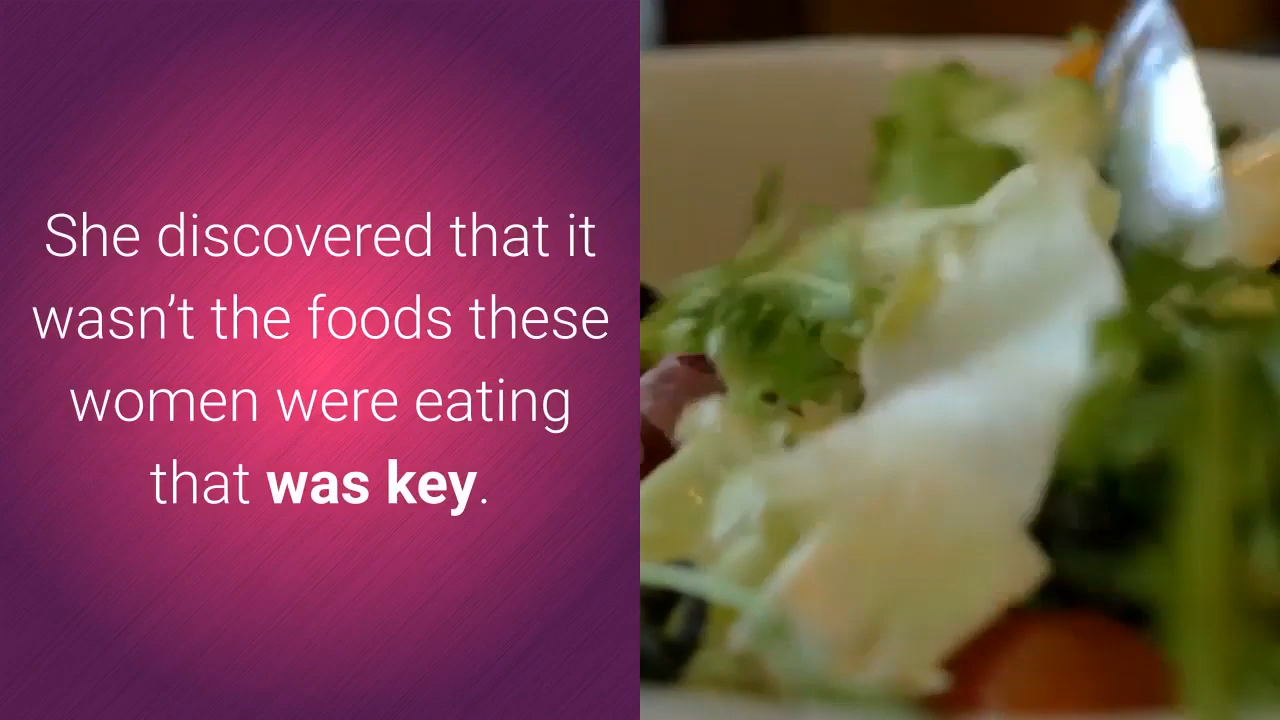 She discovered that it
wasn’t the foods these
women were eating
that was key.